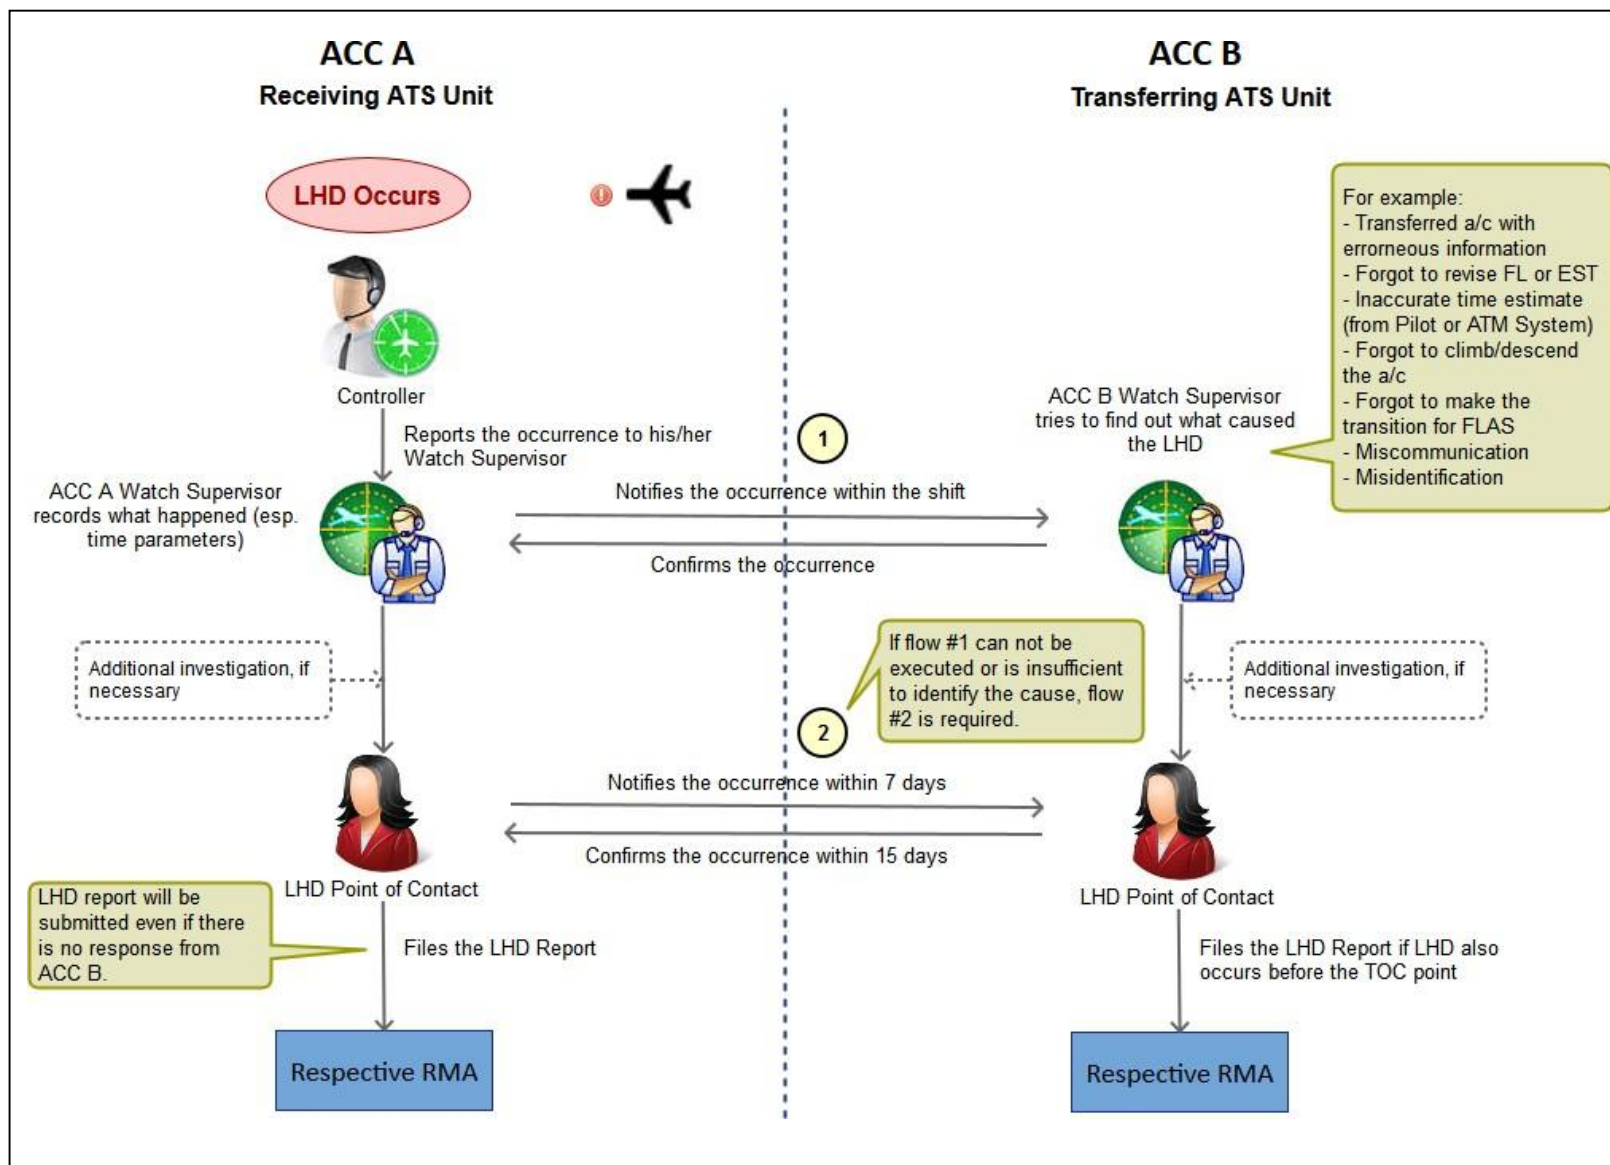 ACC A
Receiving ATS Unit
ACC B
Transferring ATS Unit
LHD Occurs
For example:
- Transferred a/c with
errorneous information
- Forgot to revise FL or EST
- Inaccurate time estimate
(from Pilot or ATM System)
- Forgot to climb/descend
the a/c
- Forgot to make the
transition for FLAS
- Miscommunication
- Misidentification
Controller
Reports the occurrence to his/her
Watch Supervisor
1
ACC B Watch Supervisor
tries to find out what caused
the LHD
ACC A Watch Supervisor
records what happened (esp.
time parameters)
Notifies the occurrence within the shift
Confirms the occurrence
Additional investigation, if
necessary
If flow #1 can not be
executed or is insufficient
to identify the cause, flow
#2 is required.
Additional investigation, if
necessary
2
Notifies the occurrence within 7 days
Confirms the occurrence within 15 days
LHD Point of Contact
LHD Point of Contact
LHD report will be
submitted even if there
is no response from
ACC B.
Files the LHD Report
Files the LHD Report if LHD also
occurs before the TOC point
Respective RMA
Respective RMA